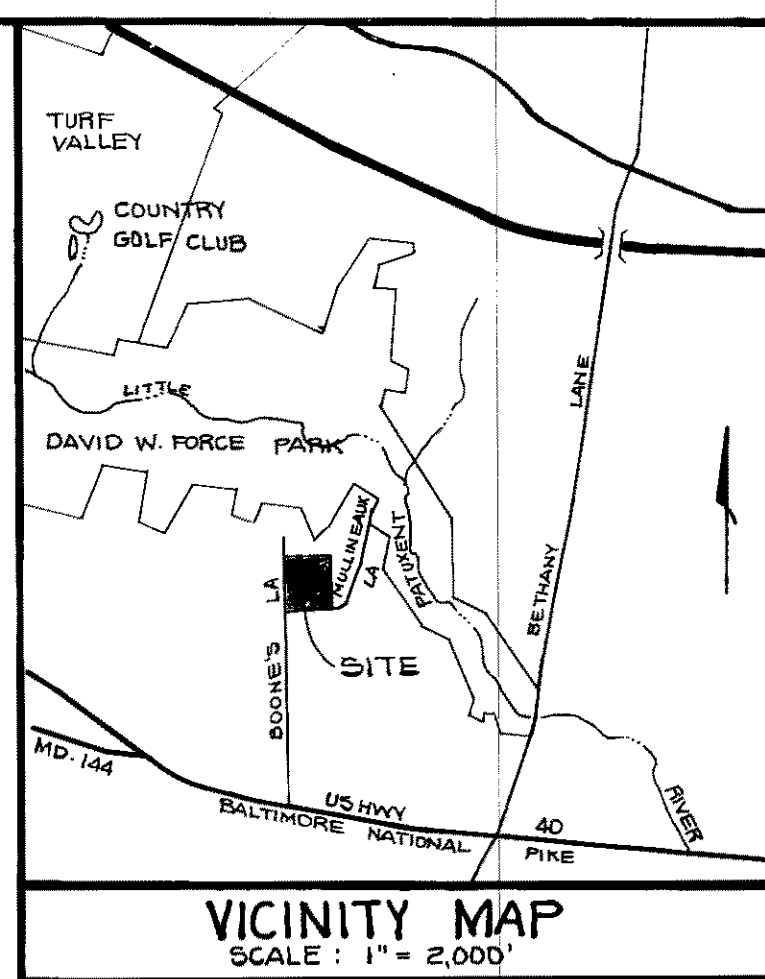 TURF
VALLEY
COUNTRY
GOLF CLUB
LITTLE
DAVID W. FORCE PARK
LANE
MULLINEAUX
LA
PATUXENT
BOONE'S LA
BETHANY
SITE
MD. 144
US HWY 40
BALTIMORE NATIONAL PIKE
RIVER
VICINITY MAP
SCALE : 1" = 2,000'